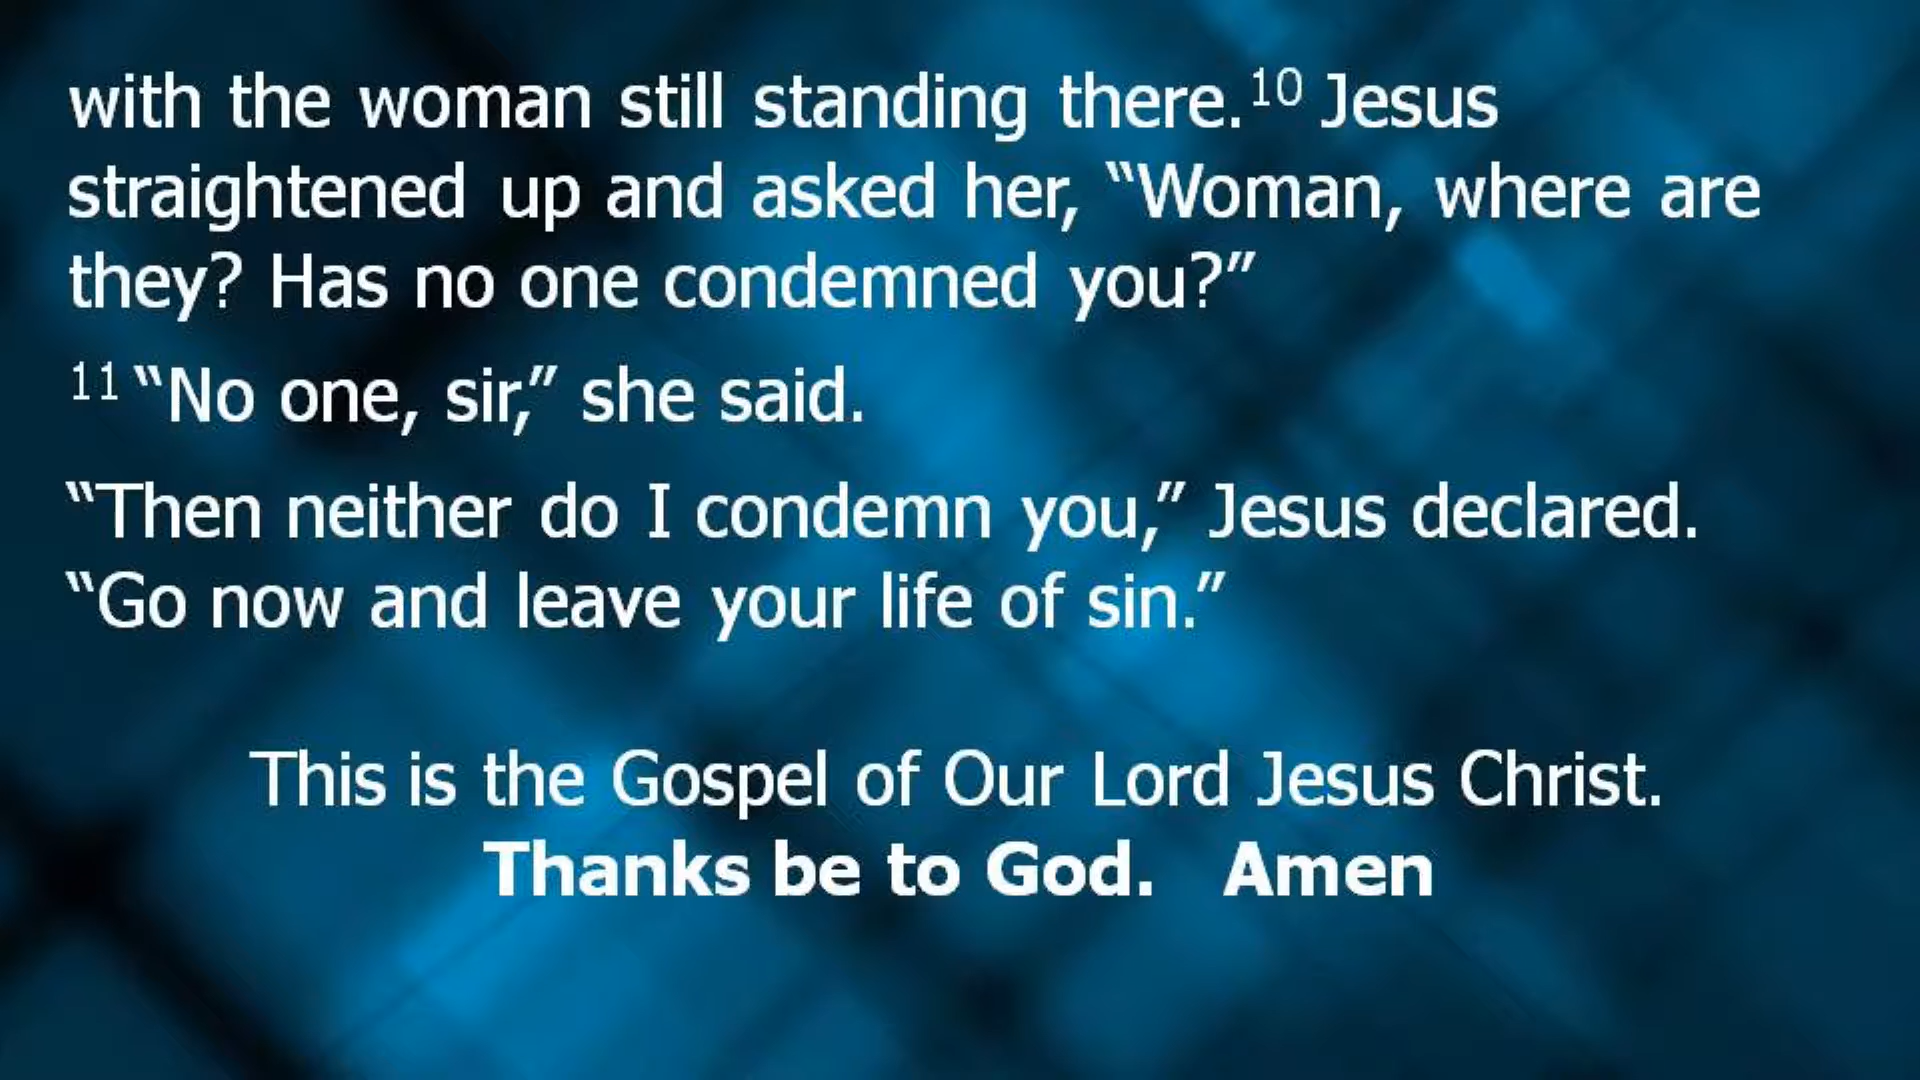 with the woman still standing there.¹⁰ Jesus
straightened up and asked her, “Woman, where are
they? Has no one condemned you?”
¹¹ “No one, sir,” she said.
“Then neither do I condemn you,” Jesus declared.
“Go now and leave your life of sin.”
This is the Gospel of Our Lord Jesus Christ.
Thanks be to God. Amen